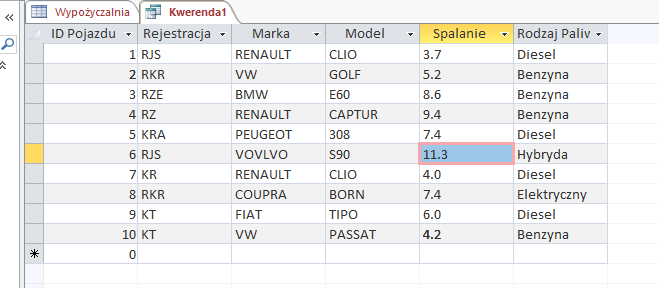 Wypożyczalnia Kwerenda1
ID Pojazdu Rejestracja Marka Model Spalanie Rodzaj Paliv
1 RJS RENAULT CLIO 3.7 Diesel
2 RKR VW GOLF 5.2 Benzyna
3 RZE BMW E60 8.6 Benzyna
4 RZ RENAULT CAPTUR 9.4 Benzyna
5 KRA PEUGEOT 308 7.4 Diesel
6 RJS VOVLVO S90 11.3 Hybryda
7 KR RENAULT CLIO 4.0 Diesel
8 RKR COUPRA BORN 7.4 Elektryczny
9 KT FIAT TIPO 6.0 Diesel
10 KT VW PASSAT 4.2 Benzyna
0